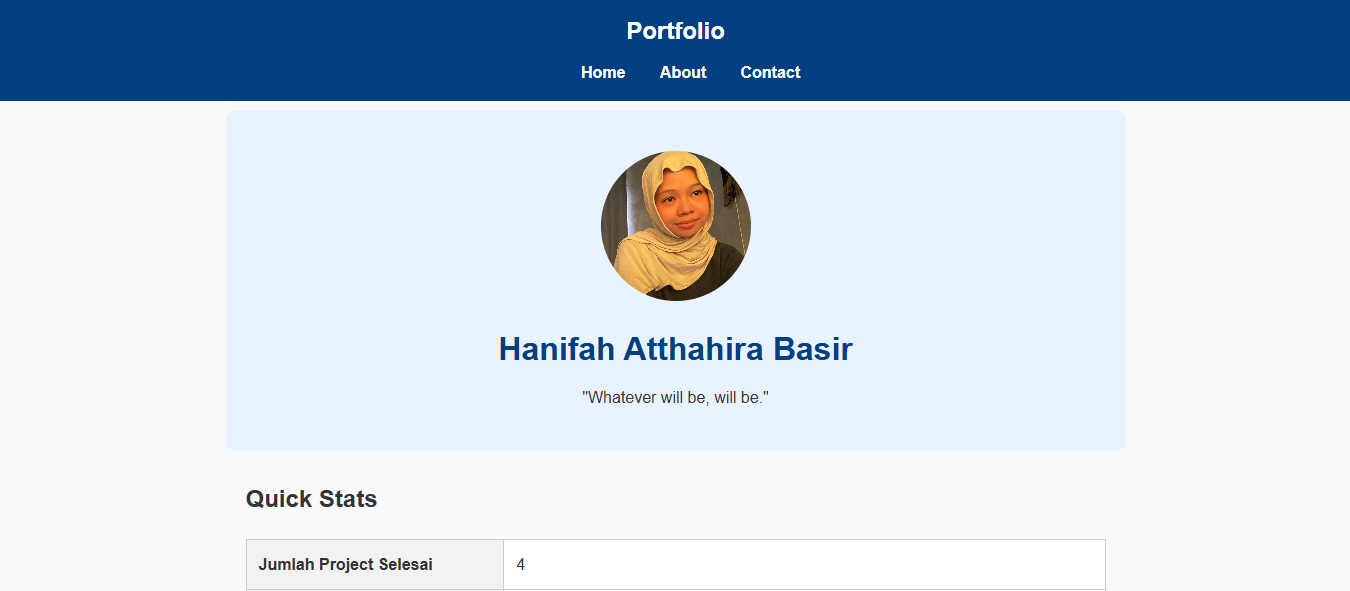 Portfolio
Home About Contact
Hanifah Atthahira Basir
"Whatever will be, will be."
Quick Stats
Jumlah Project Selesai 4